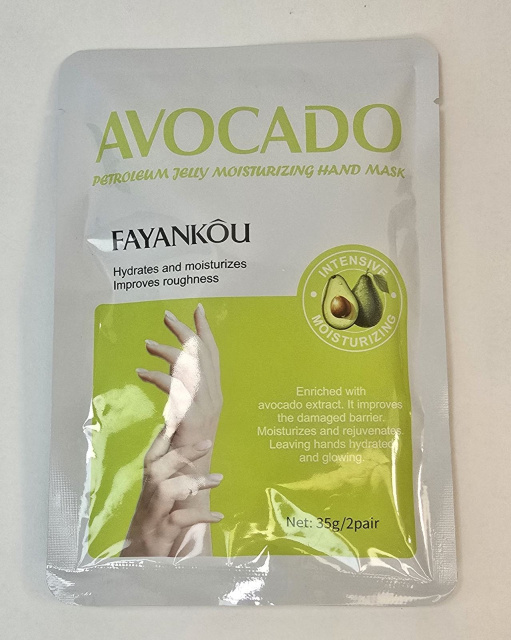 AVOCADO
PETROLEUM JELLY MOISTURIZING HAND MASK
FAYANKÔU
Hydrates and moisturizes
Improves roughness
INTENSIVE
MOISTURIZING
Enriched with
avocado extract. It improves
the damaged barrier.
Moisturizes and rejuvenates.
Leaving hands hydrated
and glowing.
Net: 35g/2pair